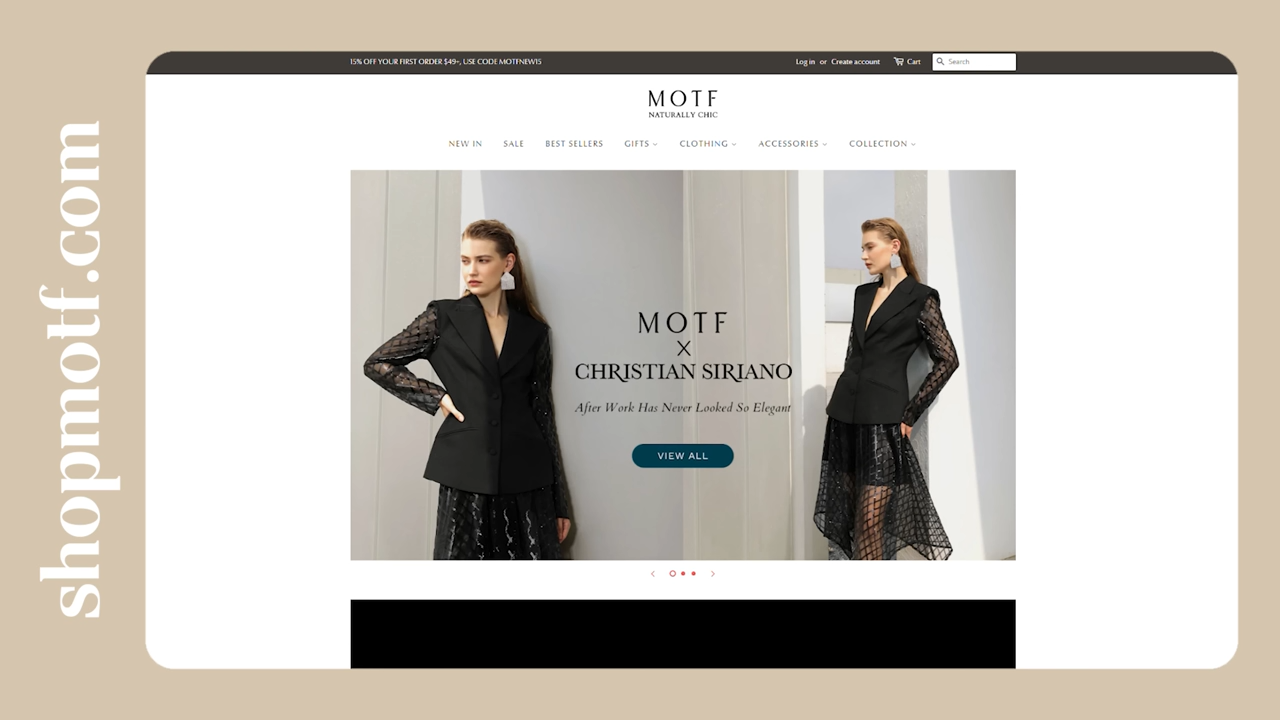 shopmotf.com
15% OFF YOUR FIRST ORDER $49+, USE CODE MOTFNEW15
Log in or Create account Cart Search
MOTF
NATURALLY CHIC
NEW IN SALE BEST SELLERS GIFTS CLOTHING ACCESSORIES COLLECTION
MOTF
X
CHRISTIAN SIRIANO
After Work Has Never Looked So Elegant
VIEW ALL